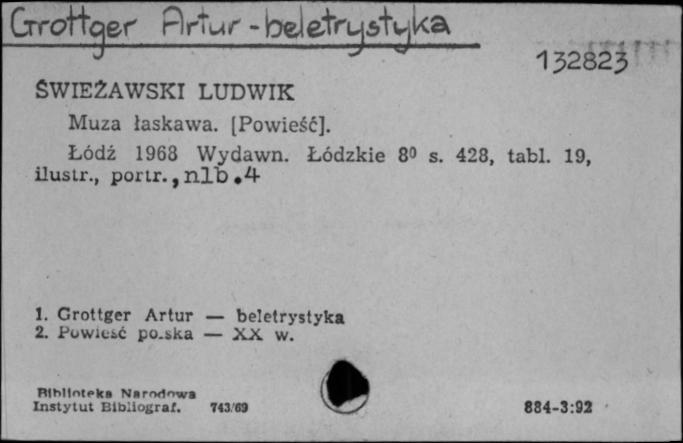 Grottger Artur - beletrystyka
132823
ŚWIEŻAWSKI LUDWIK
Muza łaskawa. [Powieść].
Łódź 1968 Wydawn. Łódzkie 8⁰ s. 428, tabl. 19,
ilustr., portr., nlb.4
1. Grottger Artur — beletrystyka
2. Powieść polska — XX w.
Biblioteka Narodowa
Instytut Bibliograf. 743/69 884-3:92